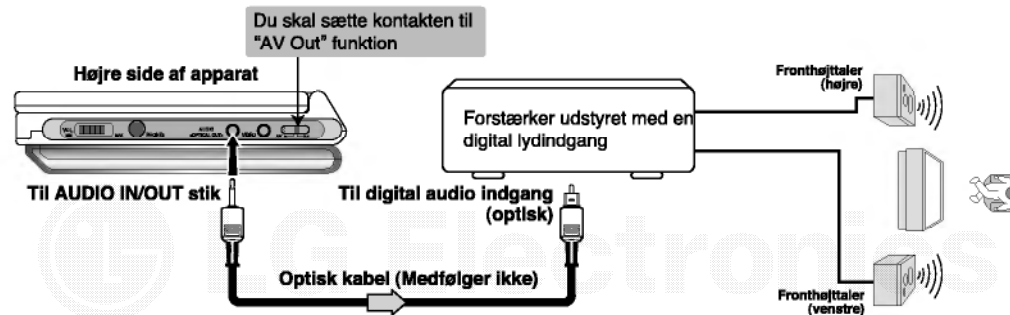 Du skal sætte kontakten til
"AV Out" funktion
Højre side af apparat
Fronthøjttaler
(højre)
Forstærker udstyret med en
digital lydindgang
AUDIO
VIDEO
Til AUDIO IN/OUT stik
Til digital audio indgang
(optisk)
LG Electronics
Optisk kabel (Medfølger ikke)
Fronthøjttaler
(venstre)